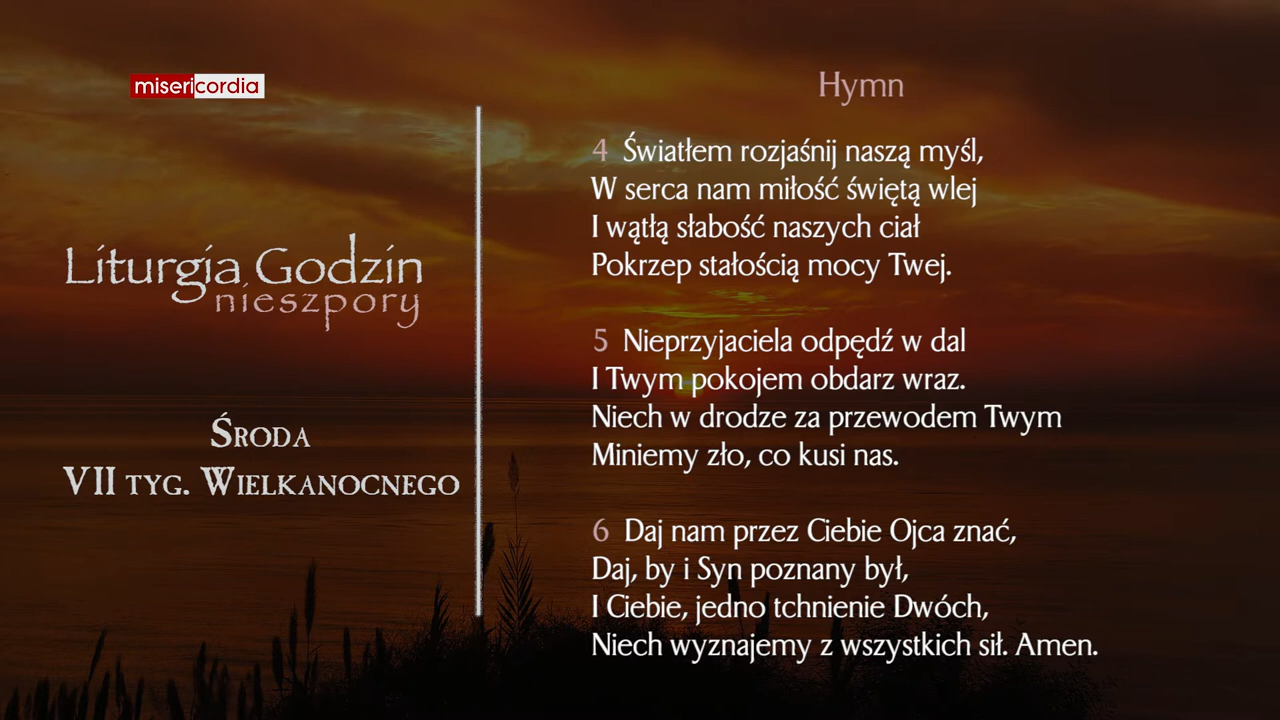 misericordia
Liturgia Godzin
nieszpory
Środa
VII tyg. Wielkanocnego
Hymn
4 Światłem rozjaśnij naszą myśl,
W serca nam miłość świętą wlej
I wątłą słabość naszych ciał
Pokrzep stałością mocy Twej.
5 Nieprzyjaciela odpędź w dal
I Twym pokojem obdarz wraz.
Niech w drodze za przewodem Twym
Miniemy zło, co kusi nas.
6 Daj nam przez Ciebie Ojca znać,
Daj, by i Syn poznany był,
I Ciebie, jedno tchnienie Dwóch,
Niech wyznajemy z wszystkich sił. Amen.